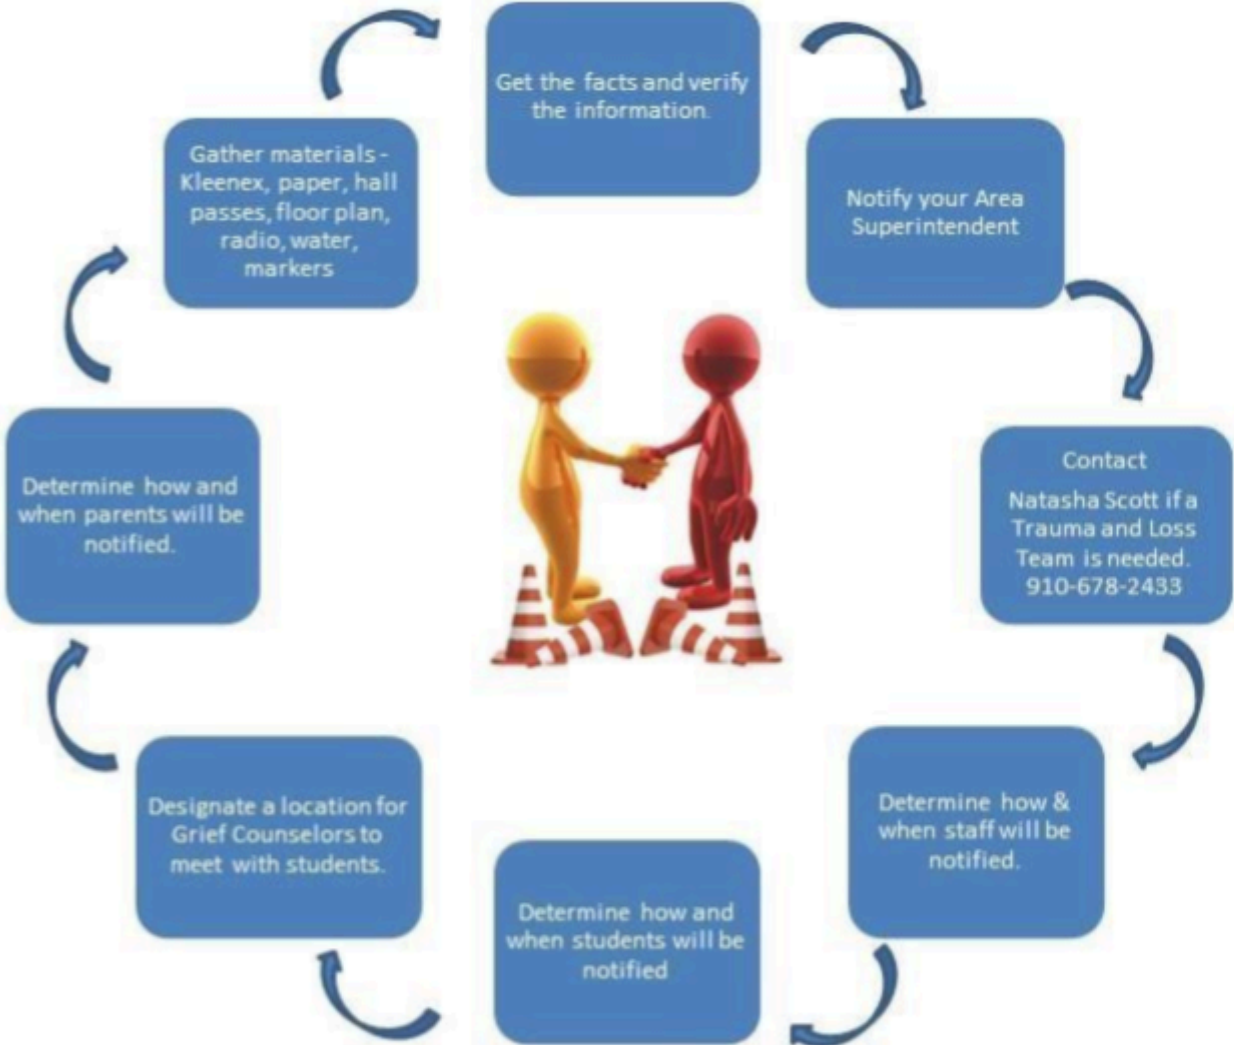 Get the facts and verify
the information.
Notify your Area
Superintendent
Contact
Natasha Scott if a
Trauma and Loss
Team is needed.
910-678-2433
Determine how &
when staff will be
notified.
Determine how and
when students will be
notified
Designate a location for
Grief Counselors to
meet with students.
Determine how and
when parents will be
notified.
Gather materials -
Kleenex, paper, hall
passes, floor plan,
radio, water,
markers